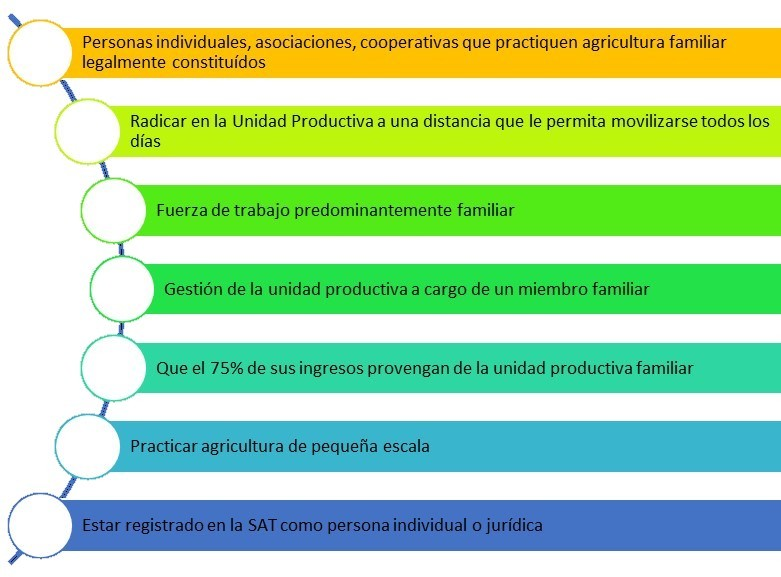 Personas individuales, asociaciones, cooperativas que practiquen agricultura familiar
legalmente constituídos
Radicar en la Unidad Productiva a una distancia que le permita movilizarse todos los
días
Fuerza de trabajo predominantemente familiar
Gestión de la unidad productiva a cargo de un miembro familiar
Que el 75% de sus ingresos provengan de la unidad productiva familiar
Practicar agricultura de pequeña escala
Estar registrado en la SAT como persona individual o jurídica